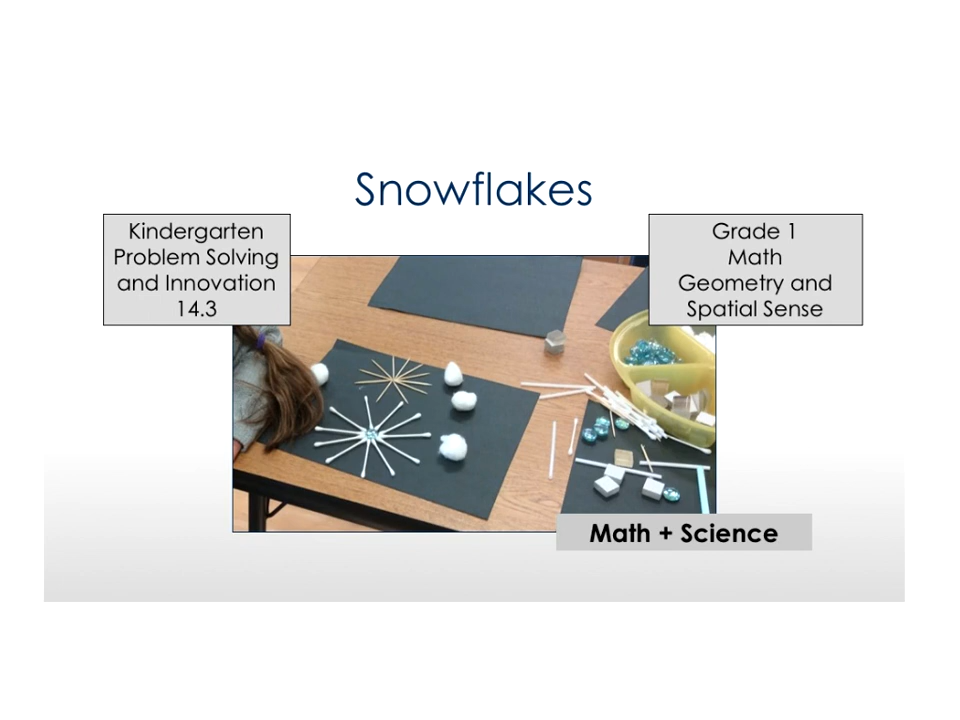 Snowflakes
Kindergarten
Problem Solving
and Innovation
14.3
Grade 1
Math
Geometry and
Spatial Sense
Math + Science